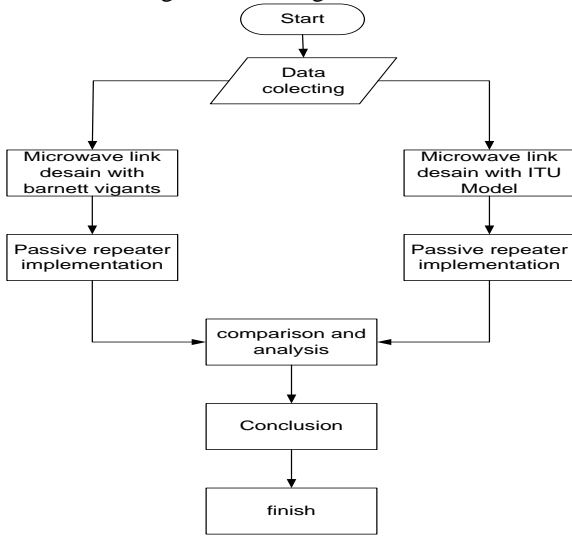 Start
Data
colecting
Microwave link
desain with
barnett vigants
Microwave link
desain with ITU
Model
Passive repeater
implementation
Passive repeater
implementation
comparison and
analysis
Conclusion
finish